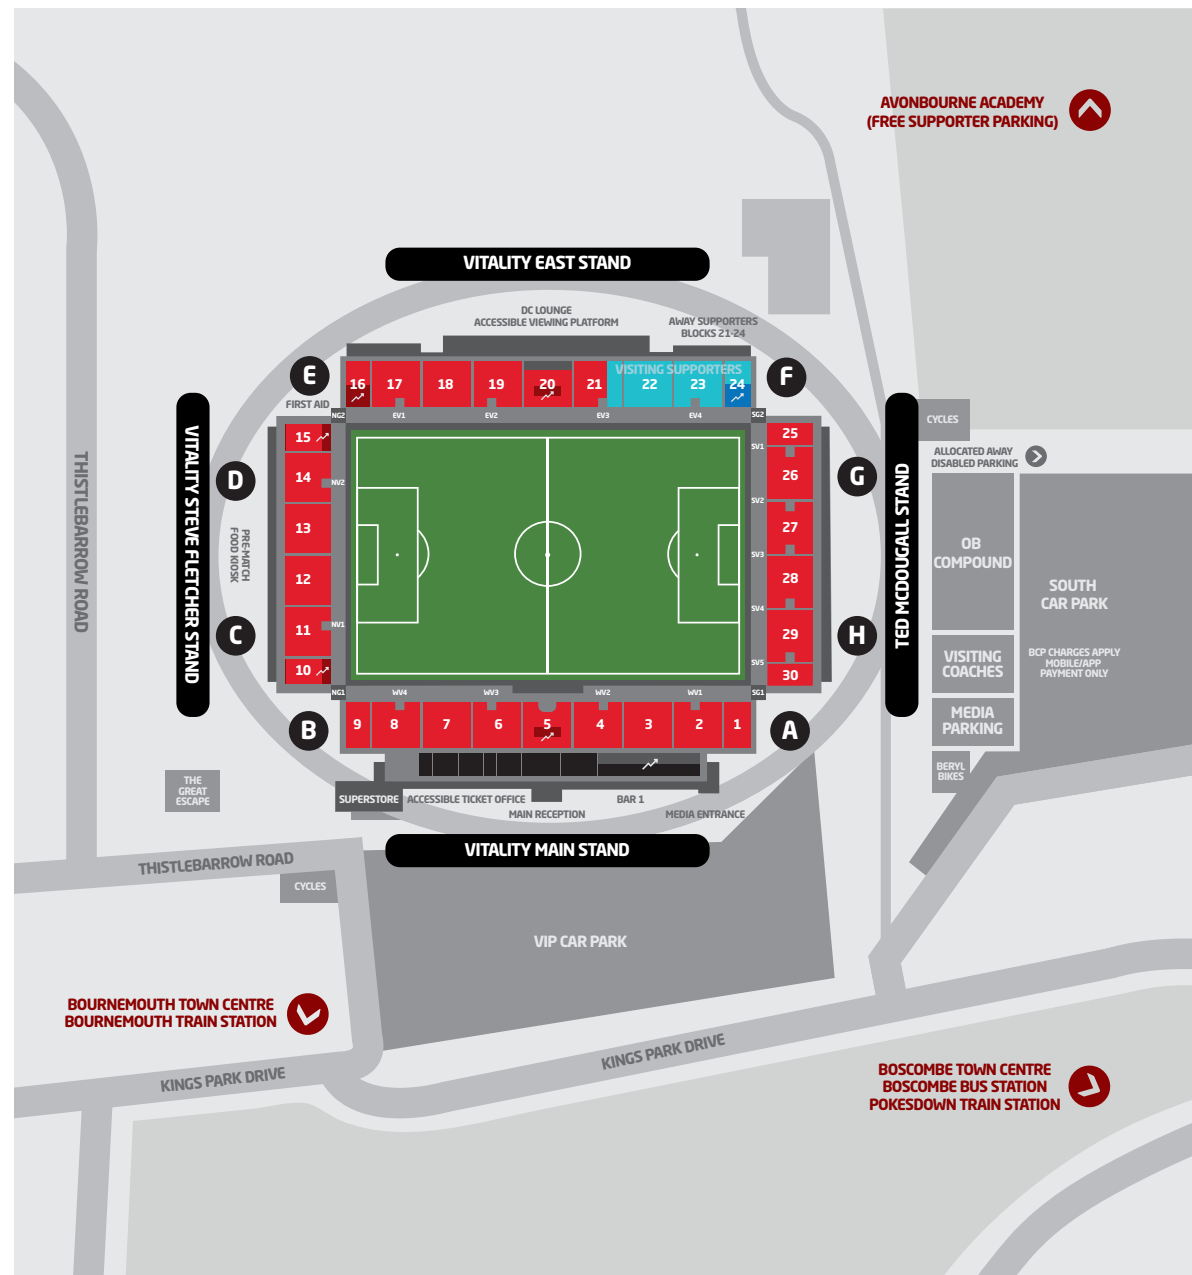 AVONBOURNE ACADEMY
(FREE SUPPORTER PARKING)
VITALITY EAST STAND
DC LOUNGE
ACCESSIBLE VIEWING PLATFORM
AWAY SUPPORTERS
BLOCKS 21-24
E
F
VISITING SUPPORTERS
16
17
18
19
20
21
22
23
24
FIRST AID
NG2
EV1
EV2
EV3
EV4
SG2
15
14
13
12
11
10
NV2
NV1
25
26
27
28
29
30
SV1
SV2
SV3
SV4
SV5
D
C
G
H
PRE-MATCH
FOOD KIOSK
VITALITY STEVE FLETCHER STAND
THISTLEBARROW ROAD
TED MCDOUGALL STAND
CYCLES
ALLOCATED AWAY
DISABLED PARKING
OB
COMPOUND
SOUTH
CAR PARK
BCP CHARGES APPLY
MOBILE/APP
PAYMENT ONLY
VISITING
COACHES
MEDIA
PARKING
BERYL
BIKES
NG1
WV4
WV3
WV2
WV1
SG1
B
9
8
7
6
5
4
3
2
1
A
THE
GREAT
ESCAPE
SUPERSTORE
ACCESSIBLE TICKET OFFICE
MAIN RECEPTION
BAR 1
MEDIA ENTRANCE
VITALITY MAIN STAND
THISTLEBARROW ROAD
CYCLES
VIP CAR PARK
BOURNEMOUTH TOWN CENTRE
BOURNEMOUTH TRAIN STATION
KINGS PARK DRIVE
KINGS PARK DRIVE
BOSCOMBE TOWN CENTRE
BOSCOMBE BUS STATION
POKESDOWN TRAIN STATION